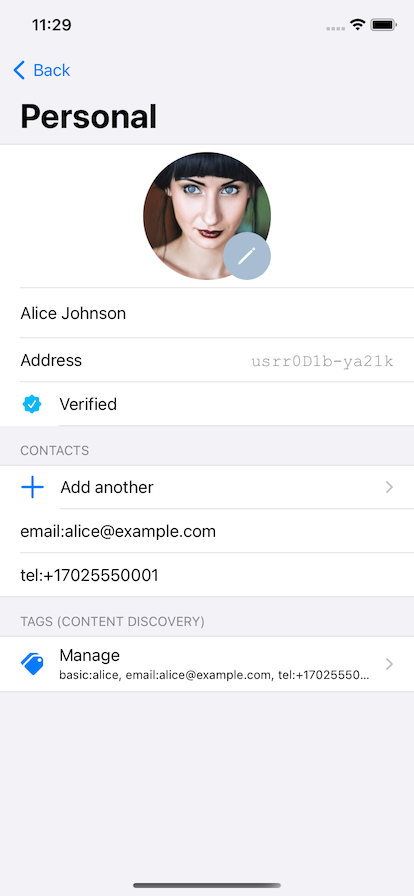 11:29
Back
Personal
Alice Johnson
Address usrr0D1b-ya21k
Verified
CONTACTS
Add another
email:alice@example.com
tel:+17025550001
TAGS (CONTENT DISCOVERY)
Manage
basic:alice, email:alice@example.com, tel:+17025550...